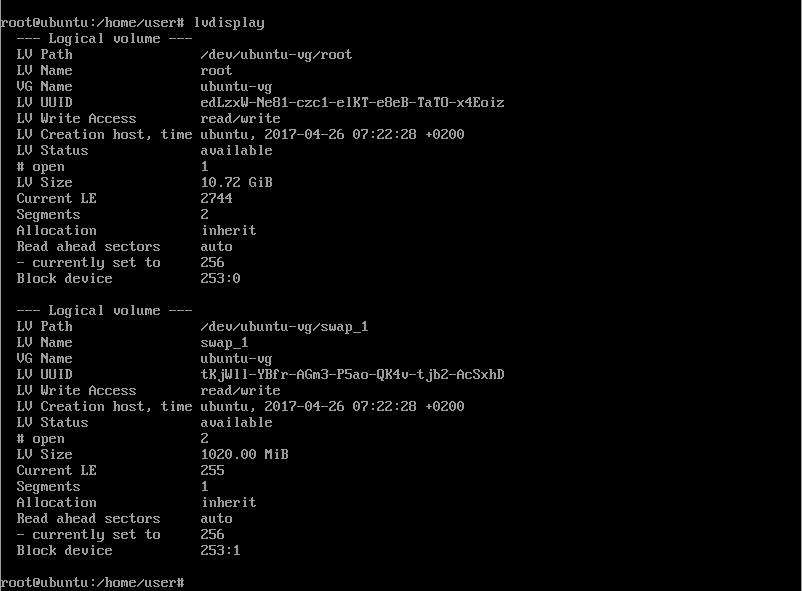 root@ubuntu:/home/user# lvdisplay
--- Logical volume ---
LV Path /dev/ubuntu-vg/root
LV Name root
VG Name ubuntu-vg
LV UUID edLzxW-Ne81-czc1-elKT-e8eB-TaTO-x4Eoiz
LV Write Access read/write
LV Creation host, time ubuntu, 2017-04-26 07:22:28 +0200
LV Status available
# open 1
LV Size 10.72 GiB
Current LE 2744
Segments 2
Allocation inherit
Read ahead sectors auto
- currently set to 256
Block device 253:0
--- Logical volume ---
LV Path /dev/ubuntu-vg/swap_1
LV Name swap_1
VG Name ubuntu-vg
LV UUID tKjWll-YBfr-AGm3-P5ao-QK4v-tjb2-AcSxhD
LV Write Access read/write
LV Creation host, time ubuntu, 2017-04-26 07:22:28 +0200
LV Status available
# open 2
LV Size 1020.00 MiB
Current LE 255
Segments 1
Allocation inherit
Read ahead sectors auto
- currently set to 256
Block device 253:1
root@ubuntu:/home/user#